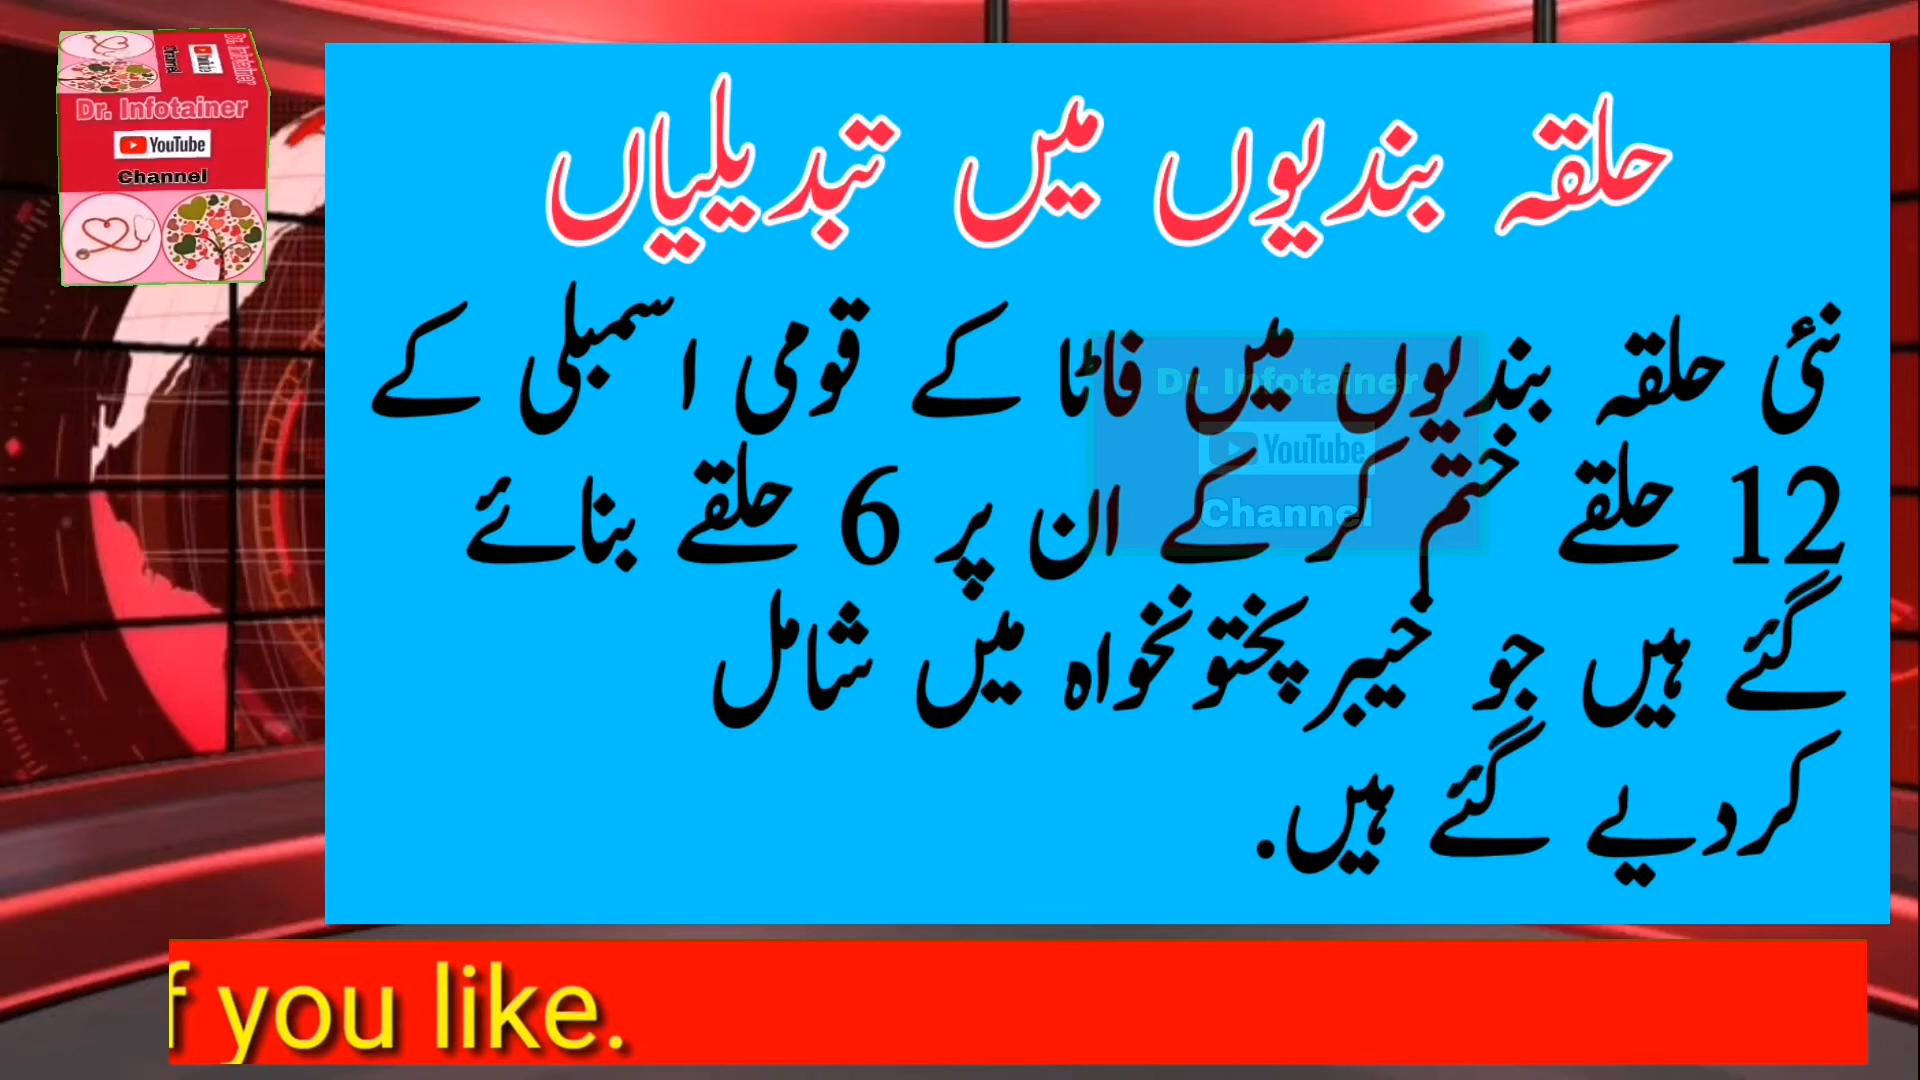 Dr. Infotainer
YouTube
Channel
حلقہ بندیوں میں تبدیلیاں
نئی حلقہ بندیوں میں فاٹا کے قومی اسمبلی کے
12 حلقے ختم کرکے ان پر 6 حلقے بنائے
گئے ہیں جو خیبر پختونخواہ میں شامل
کردیے گئے ہیں.
Dr. Infotainer
YouTube
Channel
f you like.